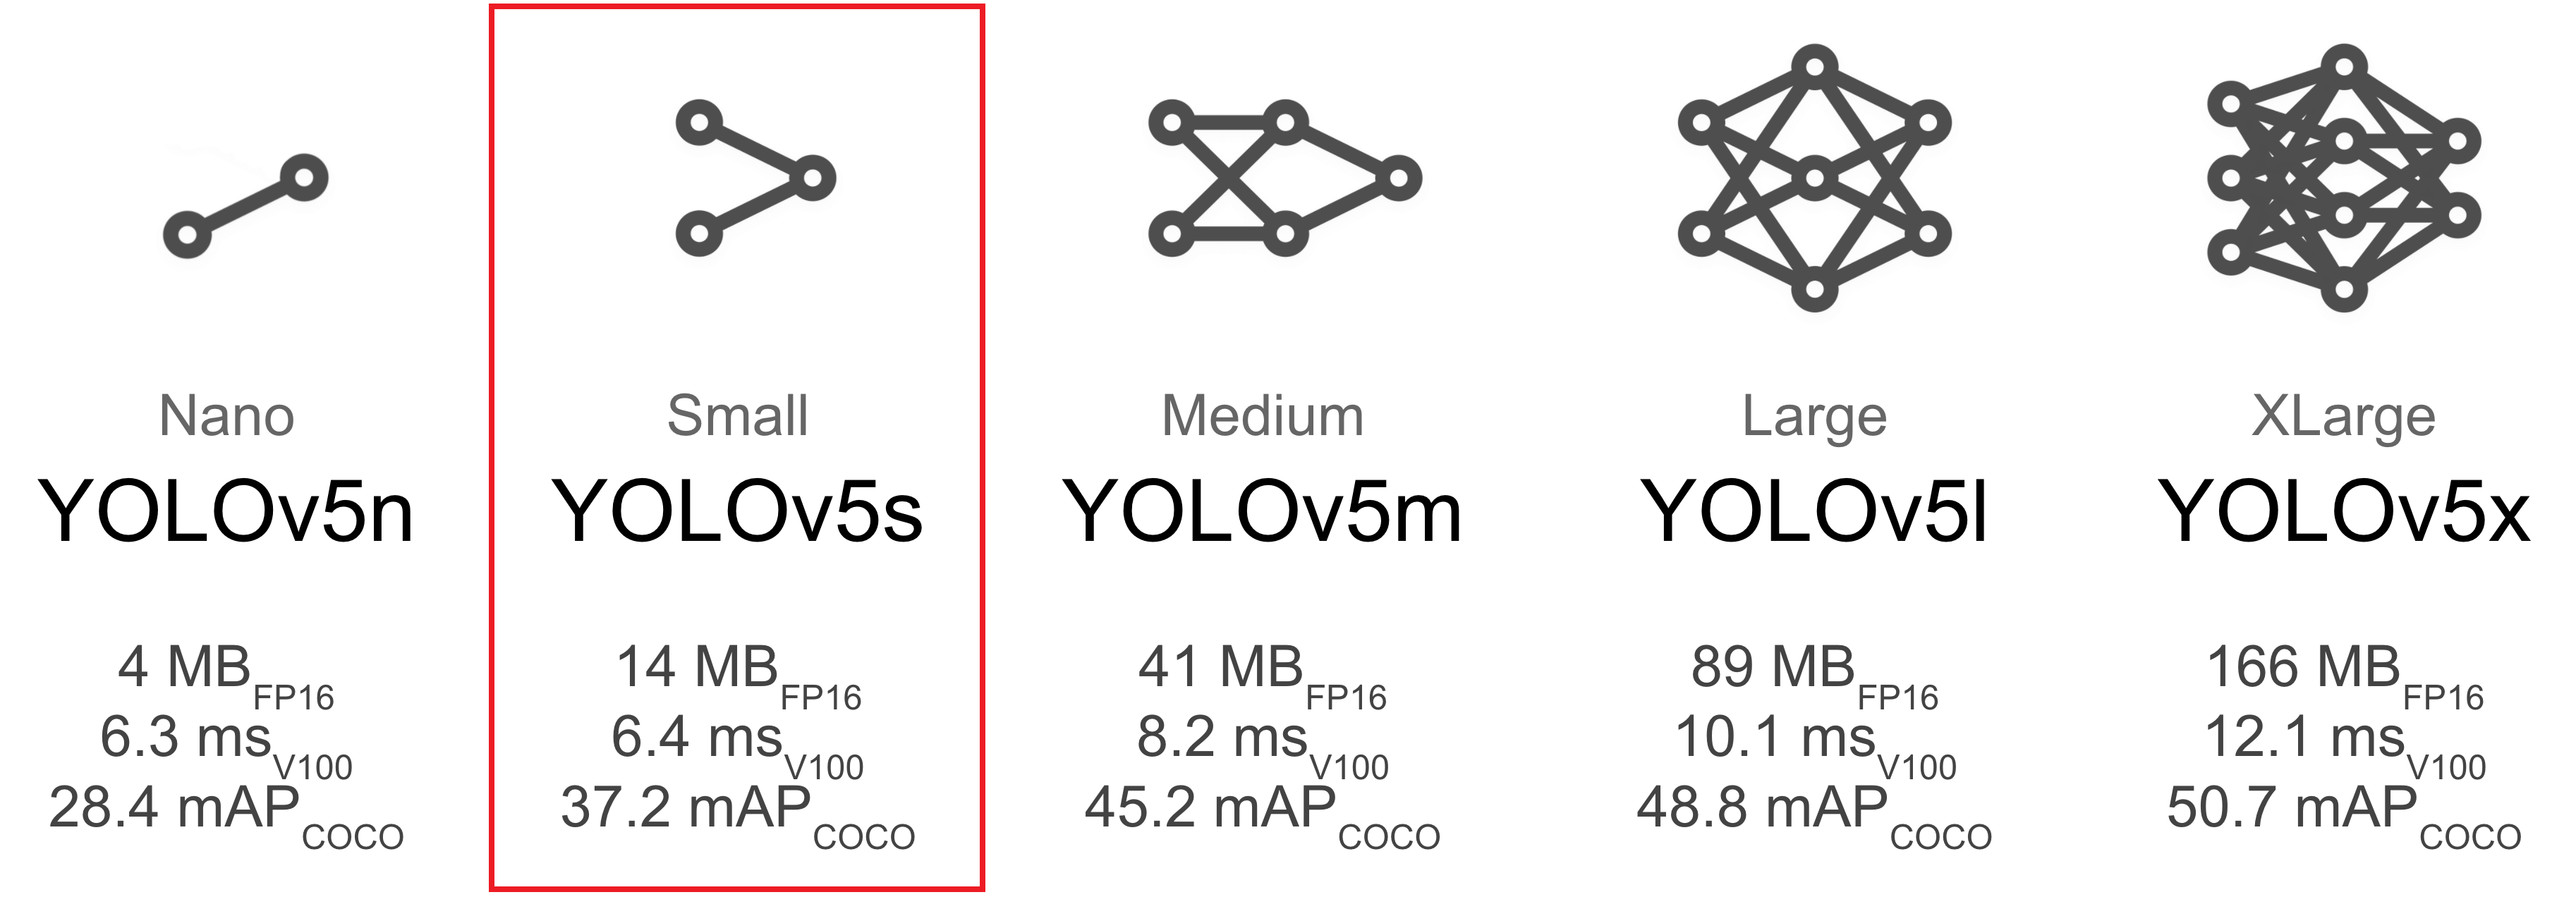 Nano
YOLOv5n
4 MB FP16
6.3 ms V100
28.4 mAP COCO
Small
YOLOv5s
14 MB FP16
6.4 ms V100
37.2 mAP COCO
Medium
YOLOv5m
41 MB FP16
8.2 ms V100
45.2 mAP COCO
Large
YOLOv5l
89 MB FP16
10.1 ms V100
48.8 mAP COCO
XLarge
YOLOv5x
166 MB FP16
12.1 ms V100
50.7 mAP COCO